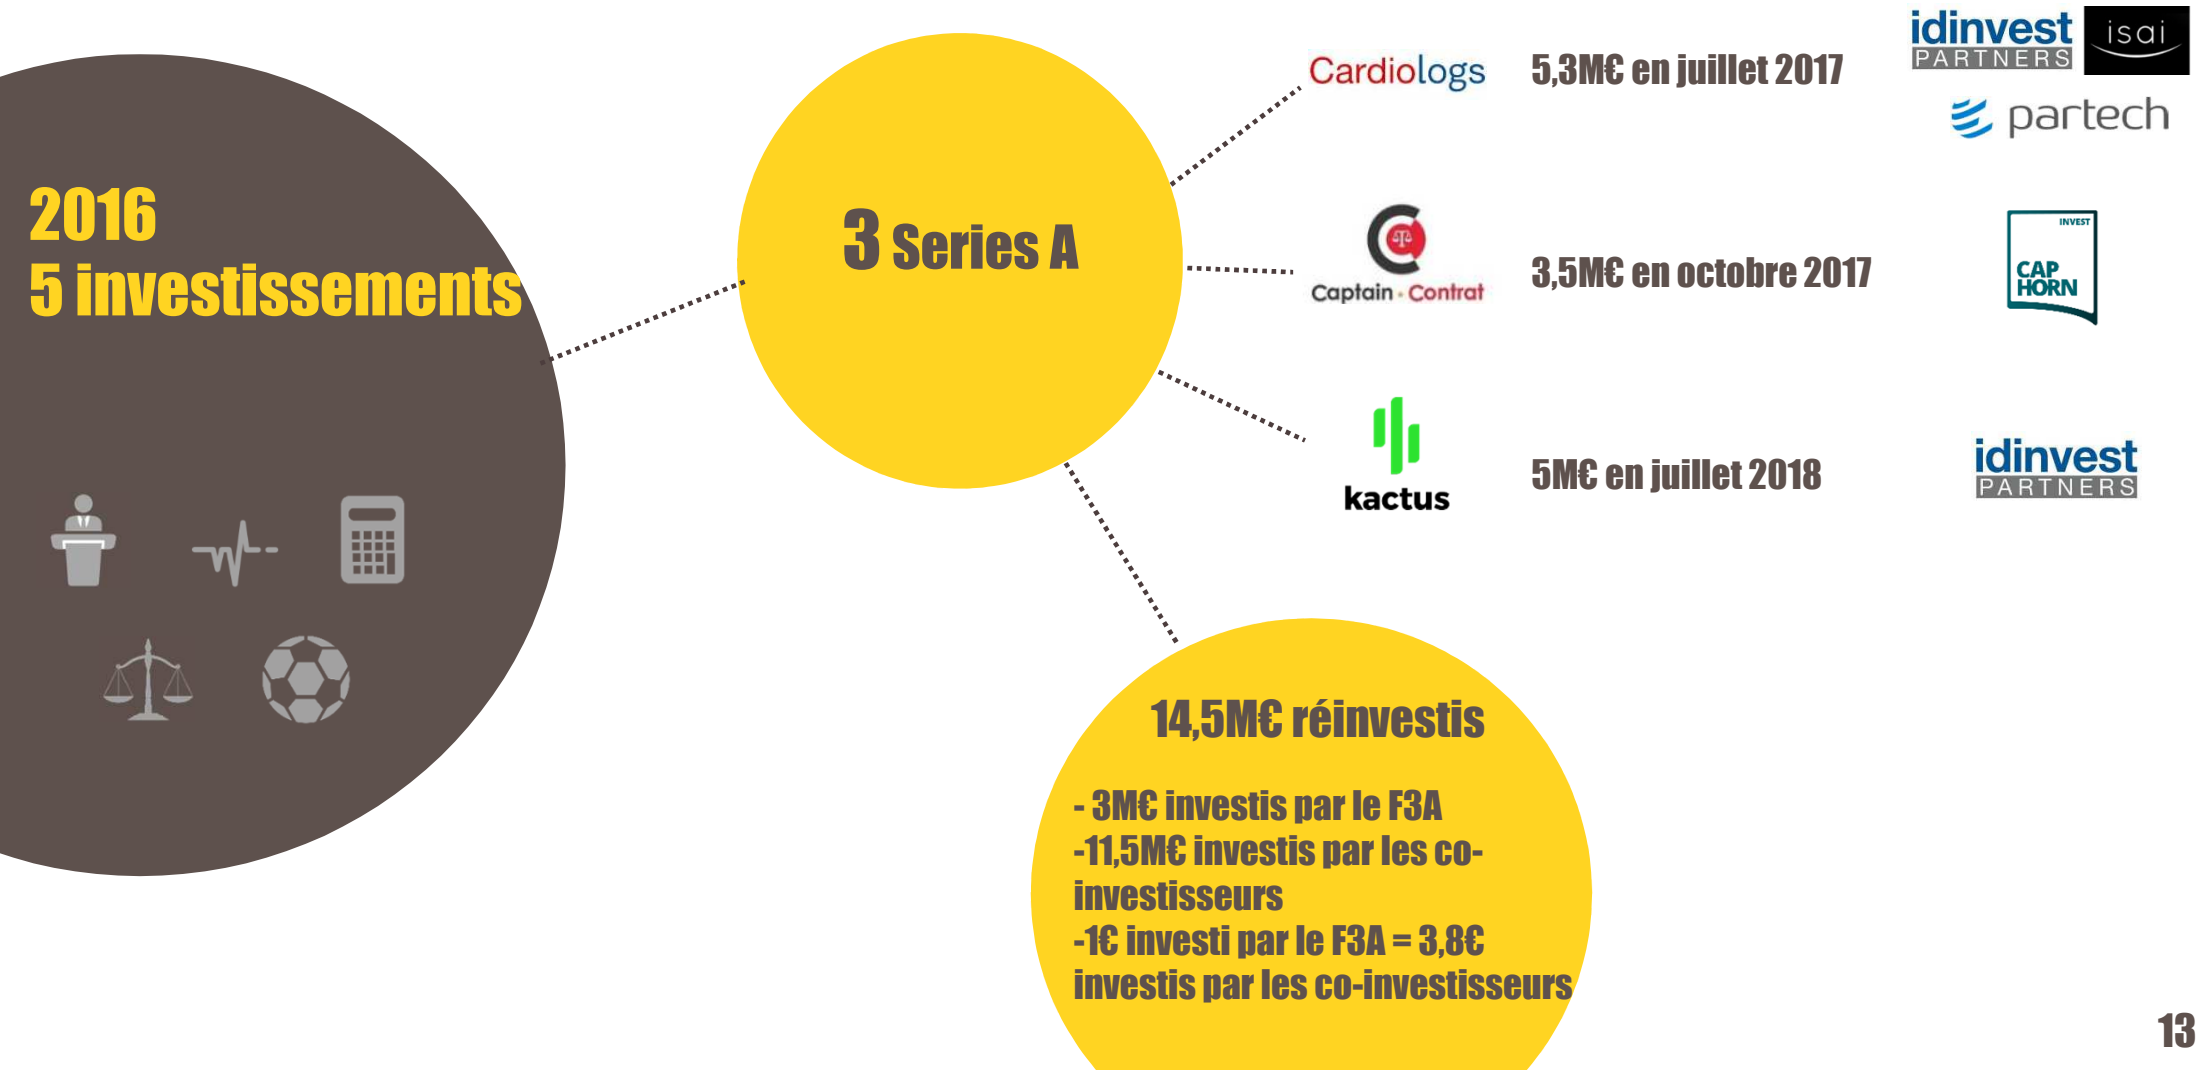 2016
5 investissements
3 Series A
Cardiologs
5,3M€ en juillet 2017
idinvest
PARTNERS
isai
partech
Captain - Contrat
3,5M€ en octobre 2017
INVEST
CAP
HORN
kactus
5M€ en juillet 2018
idinvest
PARTNERS
14,5M€ réinvestis
- 3M€ investis par le F3A
-11,5M€ investis par les co-
investisseurs
-1€ investi par le F3A = 3,8€
investis par les co-investisseurs
13